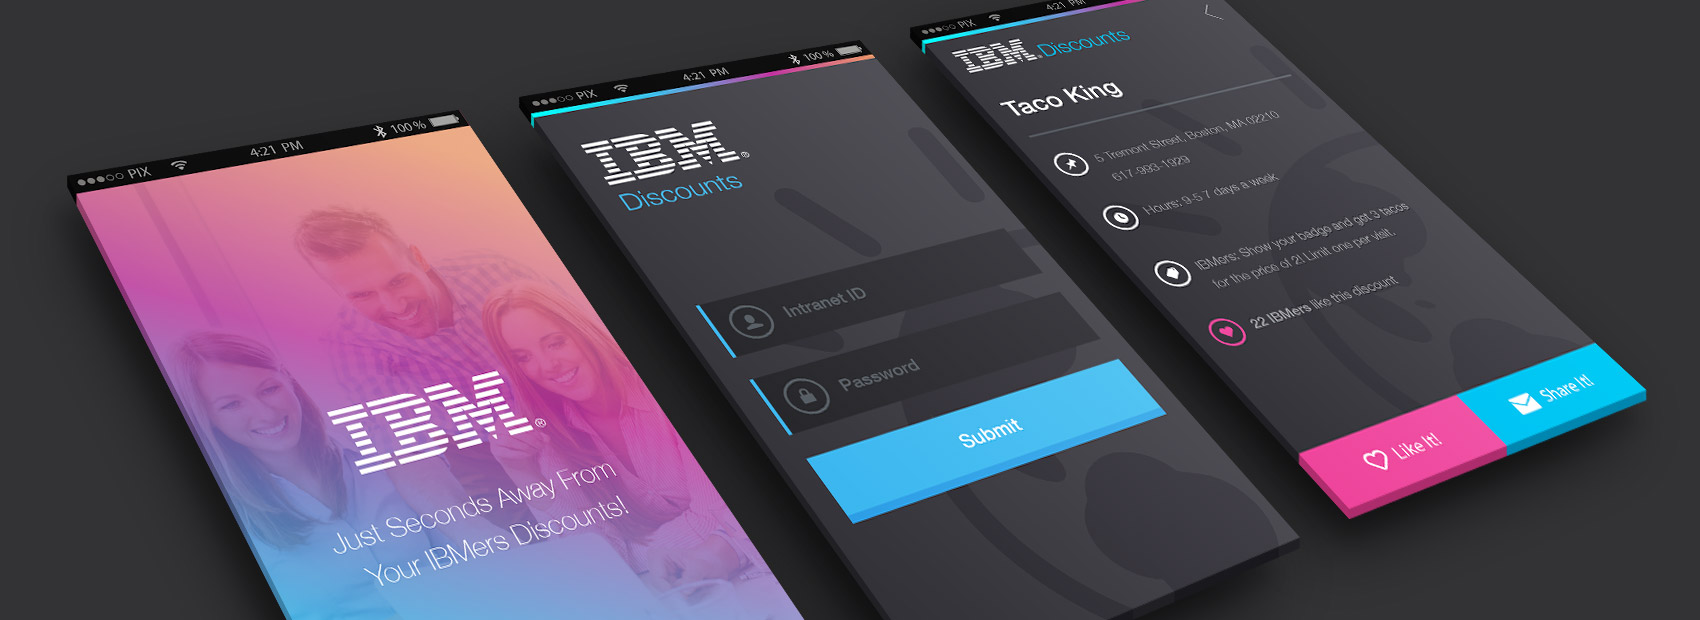 PIX 4:21 PM 100%
IBM®
Just Seconds Away From
Your IBMers Discounts!
PIX 4:21 PM 100%
IBM®
Discounts
Intranet ID
Password
Submit
PIX 4:21 PM
IBM. Discounts
Taco King
5 Tremont Street, Boston, MA 02210
617-993-1929
Hours: 9-5 7 days a week
IBMers: Show your badge and get 3 tacos
for the price of 2! Limit one per visit.
22 IBMers like this discount
Like It!
Share It!